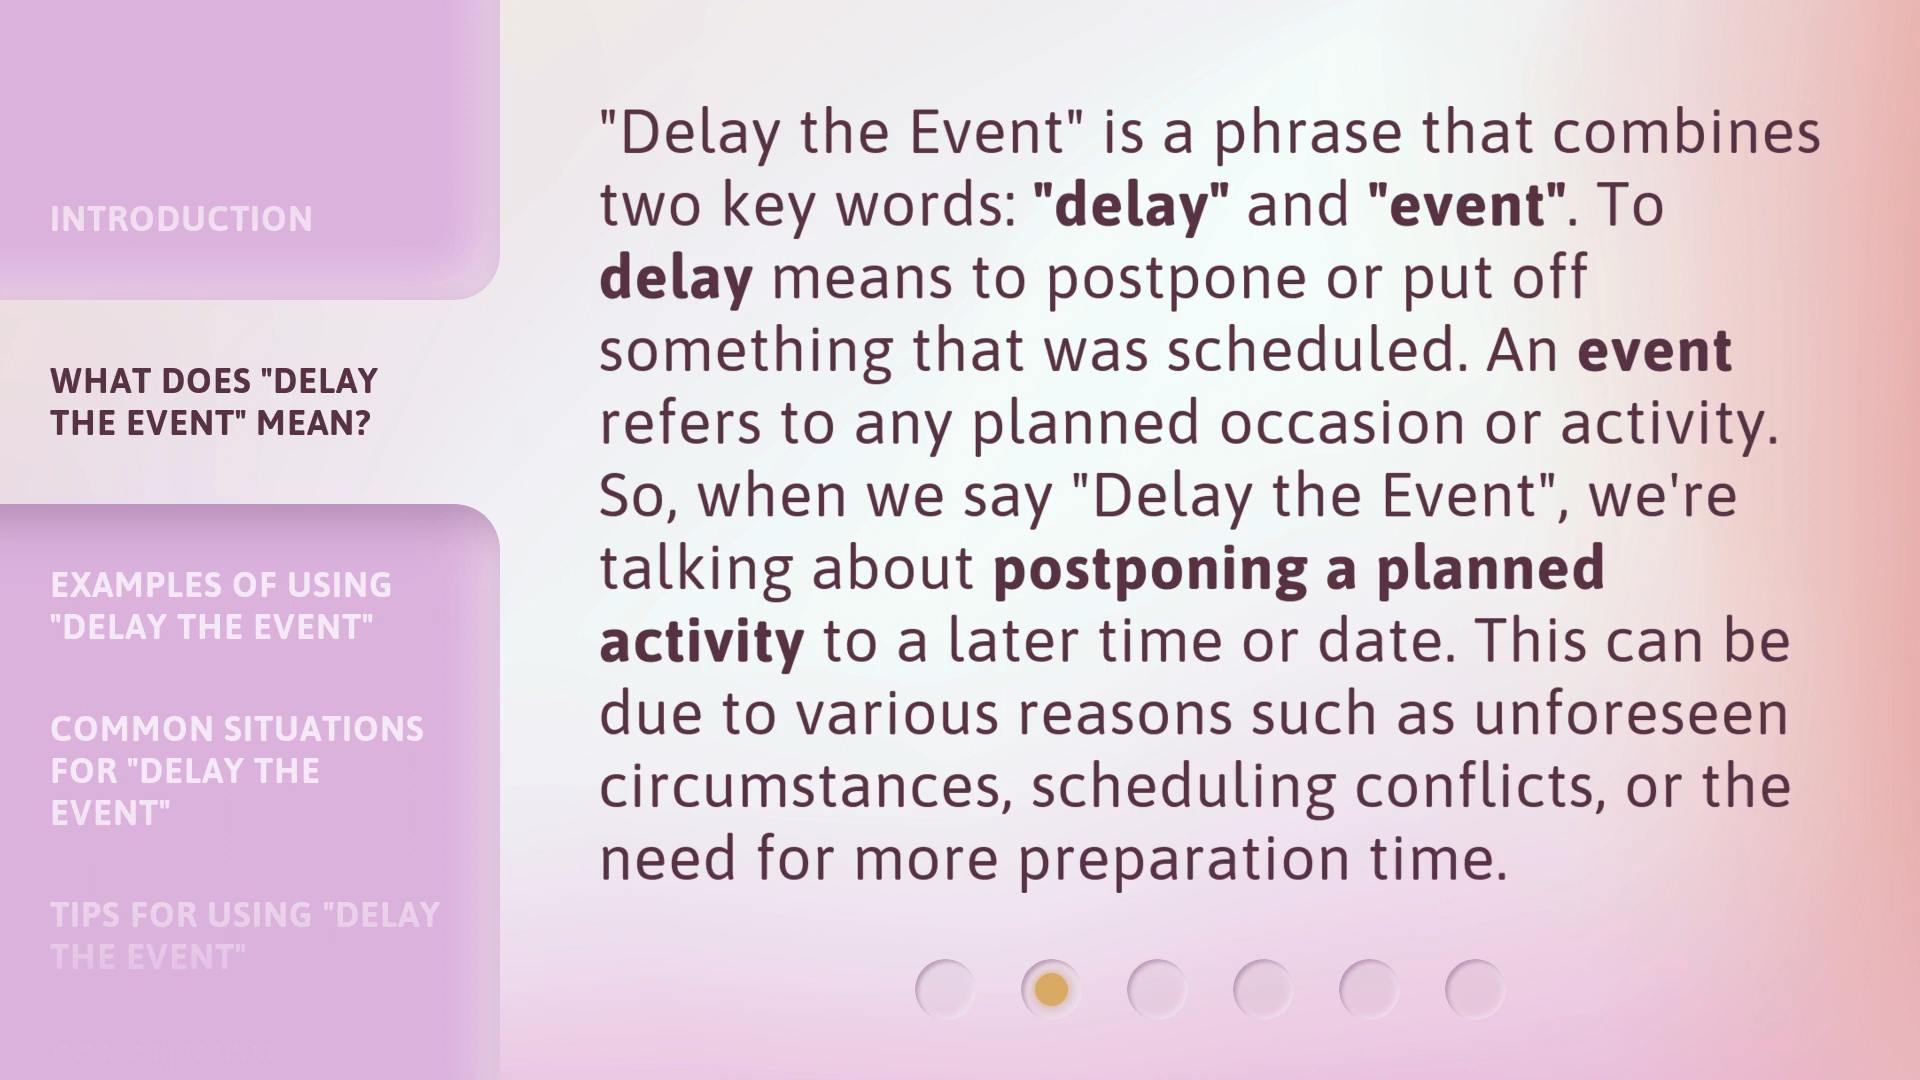 INTRODUCTION
WHAT DOES "DELAY
THE EVENT" MEAN?
EXAMPLES OF USING
"DELAY THE EVENT"
COMMON SITUATIONS
FOR "DELAY THE
EVENT"
TIPS FOR USING "DELAY
THE EVENT"
"Delay the Event" is a phrase that combines
two key words: "delay" and "event". To
delay means to postpone or put off
something that was scheduled. An event
refers to any planned occasion or activity.
So, when we say "Delay the Event", we're
talking about postponing a planned
activity to a later time or date. This can be
due to various reasons such as unforeseen
circumstances, scheduling conflicts, or the
need for more preparation time.